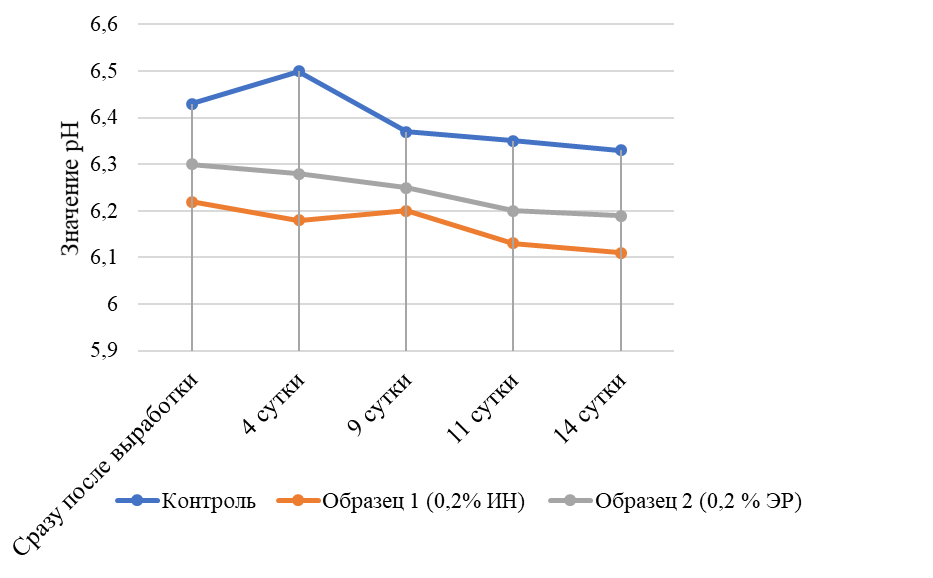 6,6
6,5
6,4
6,3
6,2
6,1
6
5,9
Значение pH
Сразу после выработки
4 сутки
9 сутки
11 сутки
14 сутки
Контроль
Образец 1 (0,2% ИН)
Образец 2 (0,2 % ЭР)